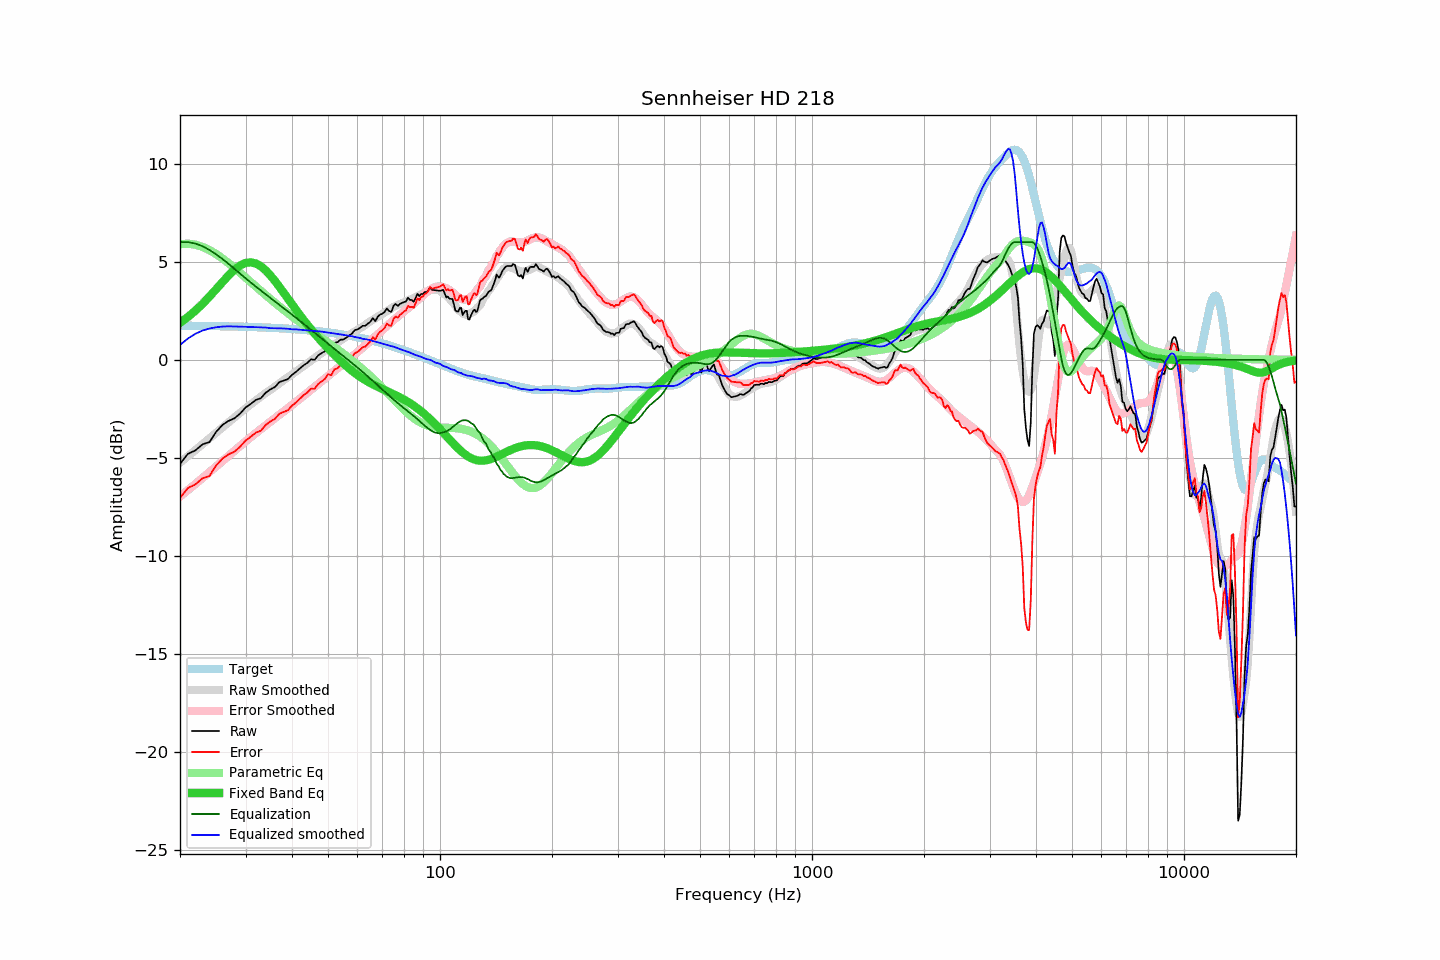 Sennheiser HD 218
10
5
0
−5
−10
−15
−20
−25
Amplitude (dBr)
Target
Raw Smoothed
Error Smoothed
Raw
Error
Parametric Eq
Fixed Band Eq
Equalization
Equalized smoothed
100
1000
10000
Frequency (Hz)